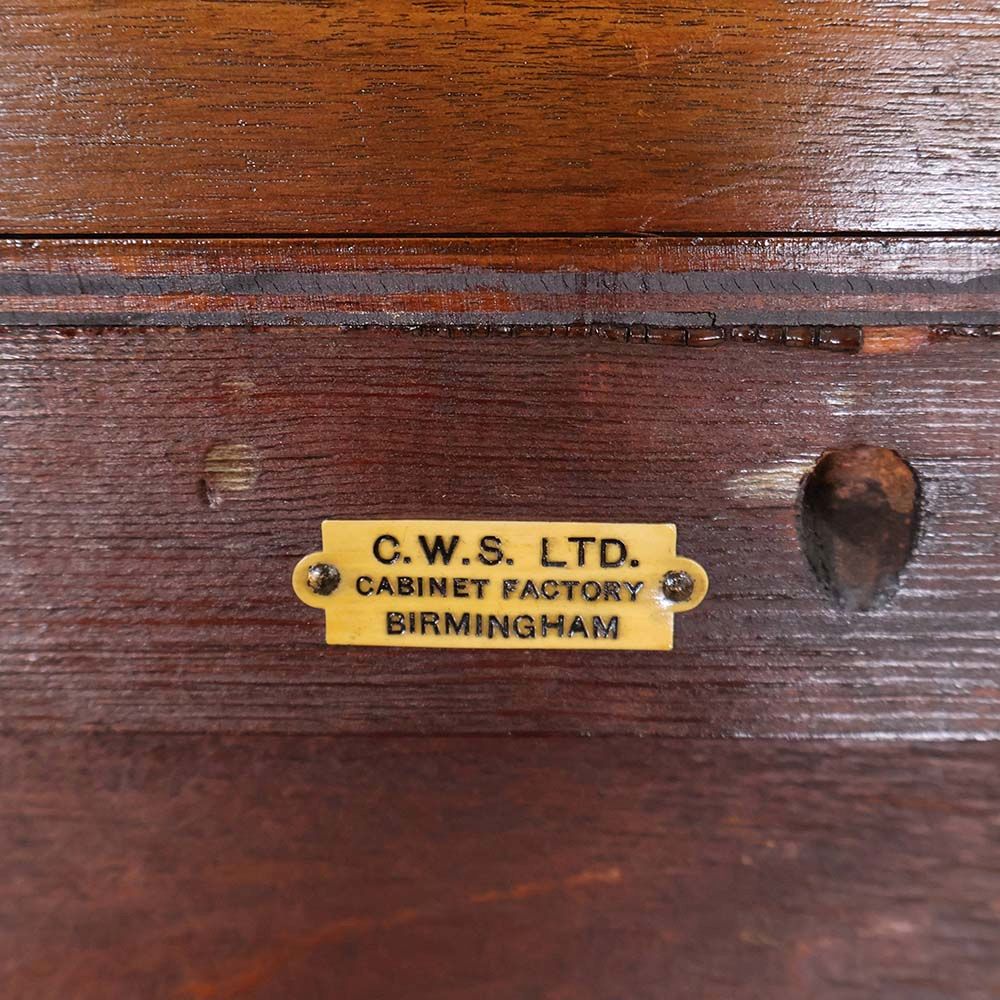 C.W.S. LTD.
CABINET FACTORY
BIRMINGHAM